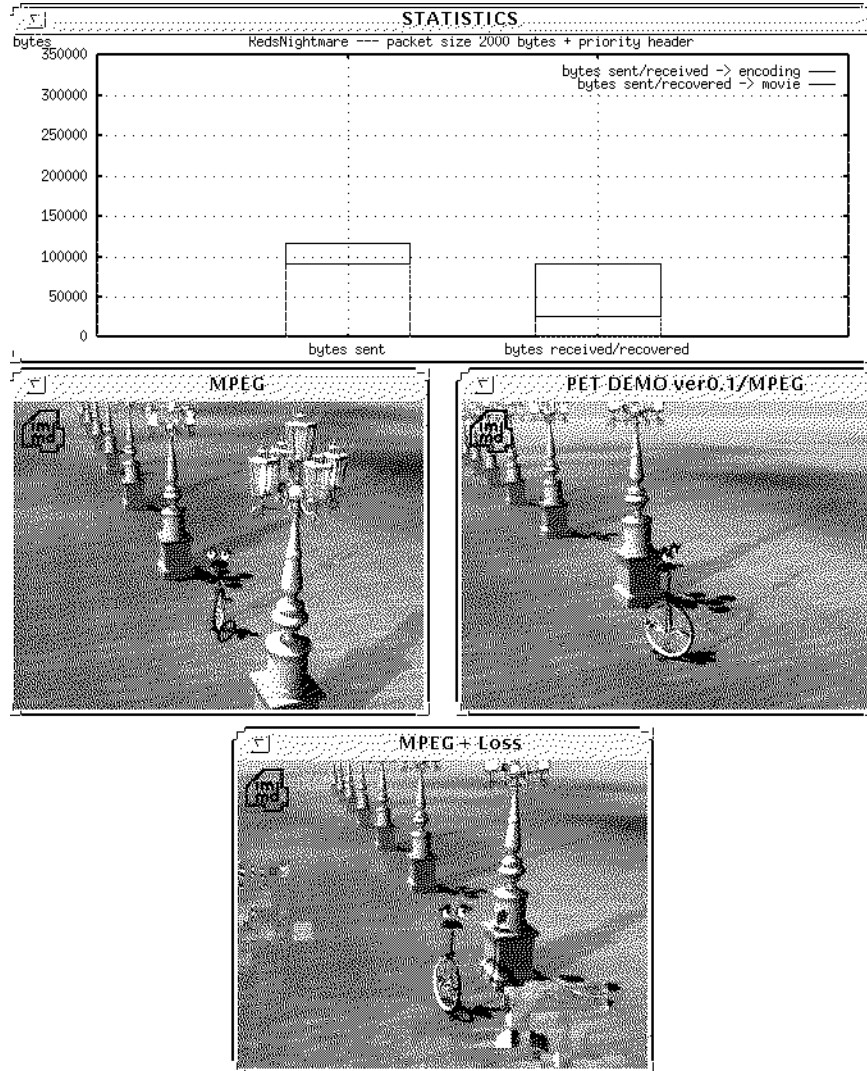 STATISTICS
bytes
RedsNightmare --- packet size 2000 bytes + priority header
350000
bytes sent/received -> encoding
bytes sent/recovered -> movie
300000
250000
200000
150000
100000
50000
0
bytes sent
bytes received/recovered
MPEG
PET DEMO ver0.1/MPEG
MPEG + Loss